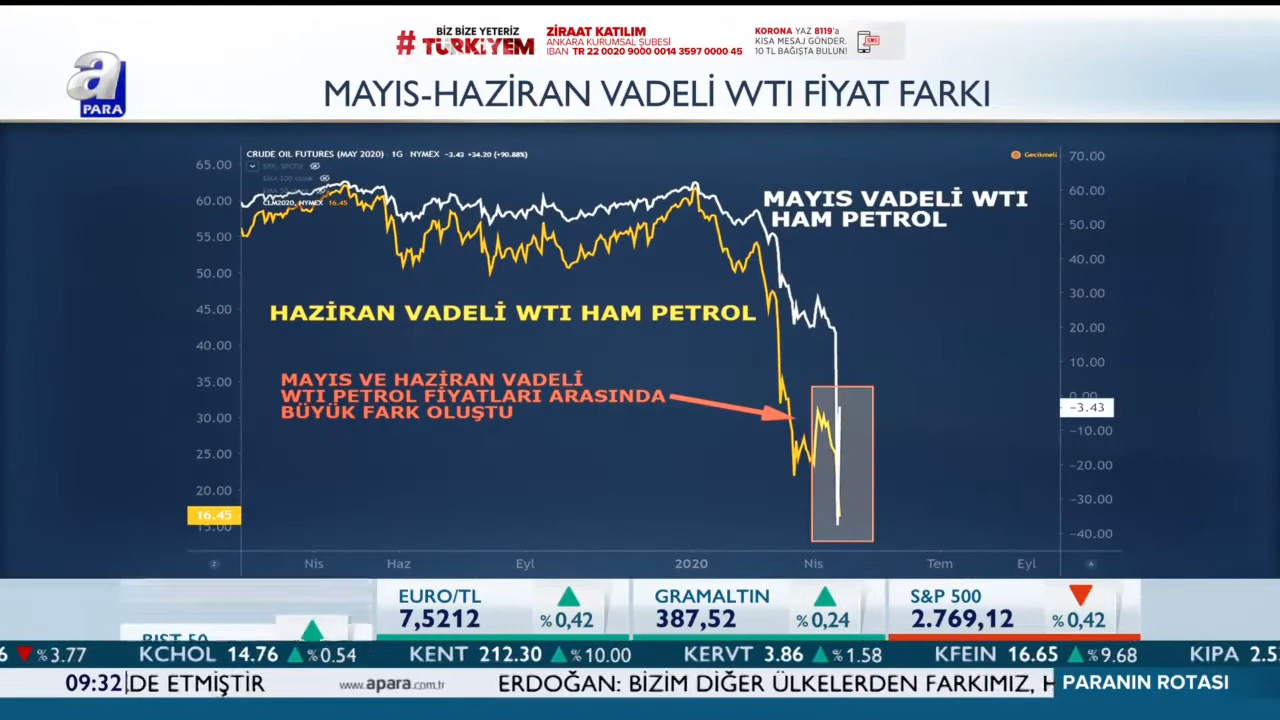 BİZ BİZE YETERİZ
# TÜRKİYEM
ZİRAAT KATILIM
ANKARA KURUMSAL ŞUBESİ
IBAN TR 22 0020 9000 0014 3597 0000 45
KORONA YAZ 8119'a
KISA MESAJ GÖNDER,
10 TL BAĞIŞTA BULUN!
SMS
a
PARA
MAYIS-HAZİRAN VADELİ WTI FİYAT FARKI
CRUDE OIL FUTURES (MAY 2020) · 1G · NYMEX −3.43 +34.20 (+90.88%)
CLM2020, NYMEX 16.45
Gecikmeli
65.00
60.00
55.00
50.00
45.00
40.00
35.00
30.00
25.00
20.00
16.45
15.00
MAYIS VADELİ WTI
HAM PETROL
HAZİRAN VADELİ WTI HAM PETROL
MAYIS VE HAZİRAN VADELİ
WTI PETROL FİYATLARI ARASINDA
BÜYÜK FARK OLUŞTU
70.00
60.00
50.00
40.00
30.00
20.00
10.00
0.00
−3.43
−10.00
−20.00
−30.00
−40.00
Nis Haz Eyl 2020 Nis Tem Eyl
BIST 50
EURO/TL
7,5212 %0,42
GRAMALTIN
387,52 %0,24
S&P 500
2.769,12 %0,42
6 %3.77 KCHOL 14.76 %0.54 KENT 212.30 %10.00 KERVT 3.86 %1.58 KFEIN 16.65 %9.68 KIPA 2.5
09:32 DE ETMİŞTİR www.apara.com.tr ERDOĞAN: BİZİM DİĞER ÜLKELERDEN FARKIMIZ, H PARANIN ROTASI